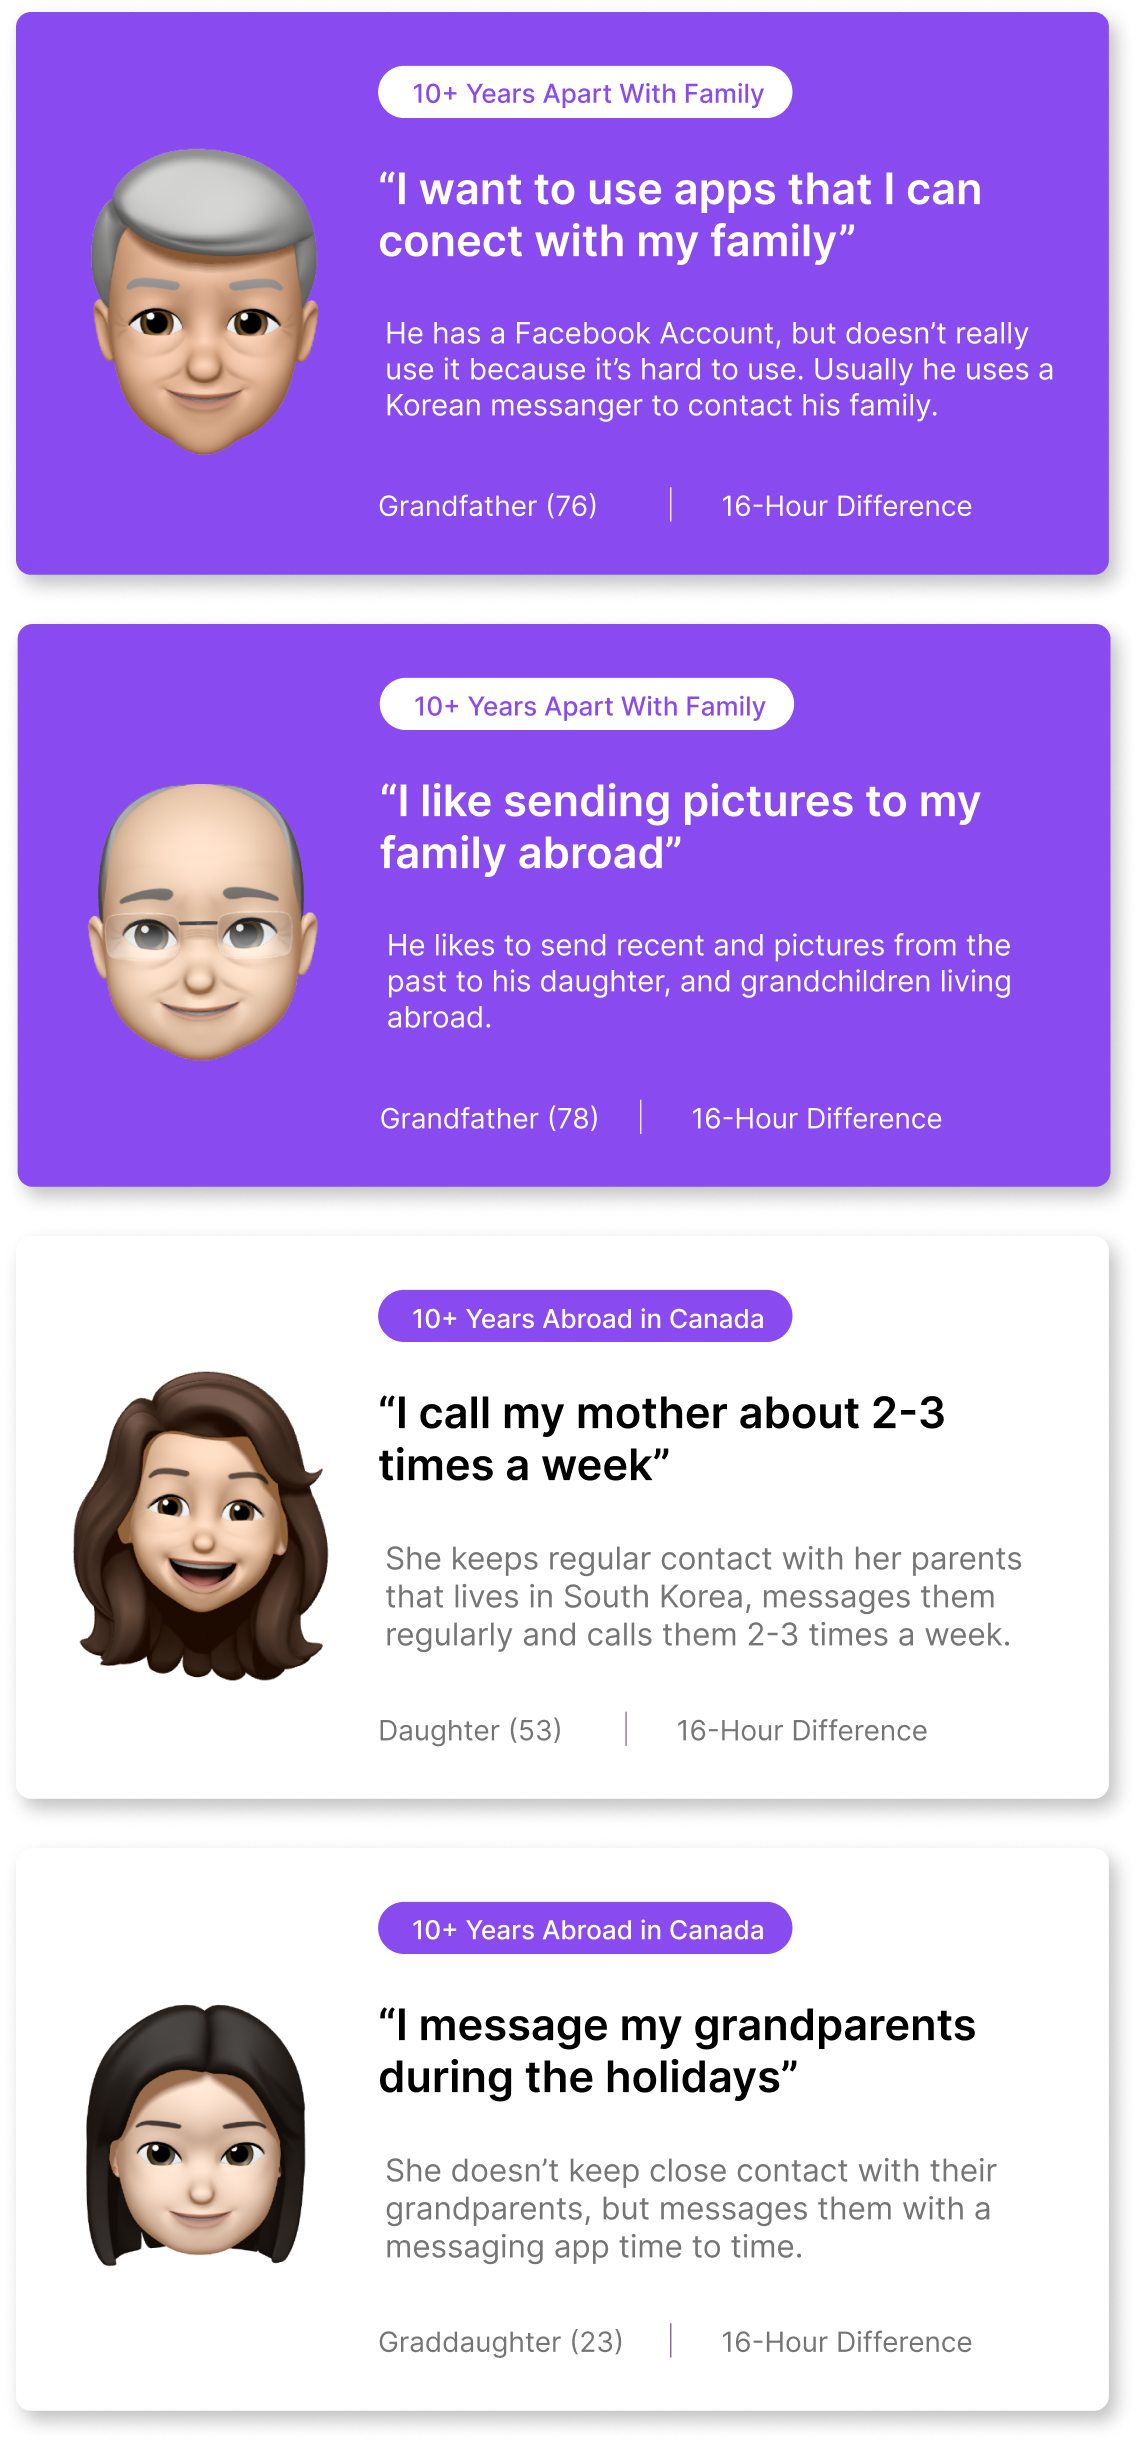 10+ Years Apart With Family
“I want to use apps that I can
conect with my family”
He has a Facebook Account, but doesn’t really
use it because it’s hard to use. Usually he uses a
Korean messanger to contact his family.
Grandfather (76) | 16-Hour Difference
10+ Years Apart With Family
“I like sending pictures to my
family abroad”
He likes to send recent and pictures from the
past to his daughter, and grandchildren living
abroad.
Grandfather (78) | 16-Hour Difference
10+ Years Abroad in Canada
“I call my mother about 2-3
times a week”
She keeps regular contact with her parents
that lives in South Korea, messages them
regularly and calls them 2-3 times a week.
Daughter (53) | 16-Hour Difference
10+ Years Abroad in Canada
“I message my grandparents
during the holidays”
She doesn’t keep close contact with their
grandparents, but messages them with a
messaging app time to time.
Graddaughter (23) | 16-Hour Difference